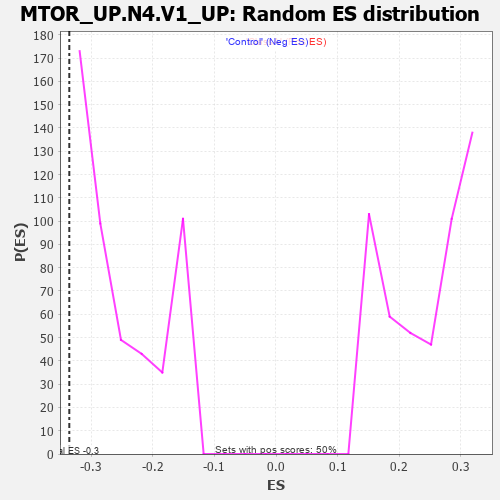 MTOR_UP.N4.V1_UP: Random ES distribution
'Control' (Neg ES) ES)
P(ES)
180
170
160
150
140
130
120
110
100
90
80
70
60
50
40
30
20
10
0
ES -0.3
Sets with pos scores: 50%
-0.3 -0.2 -0.1 0.0 0.1 0.2 0.3
ES